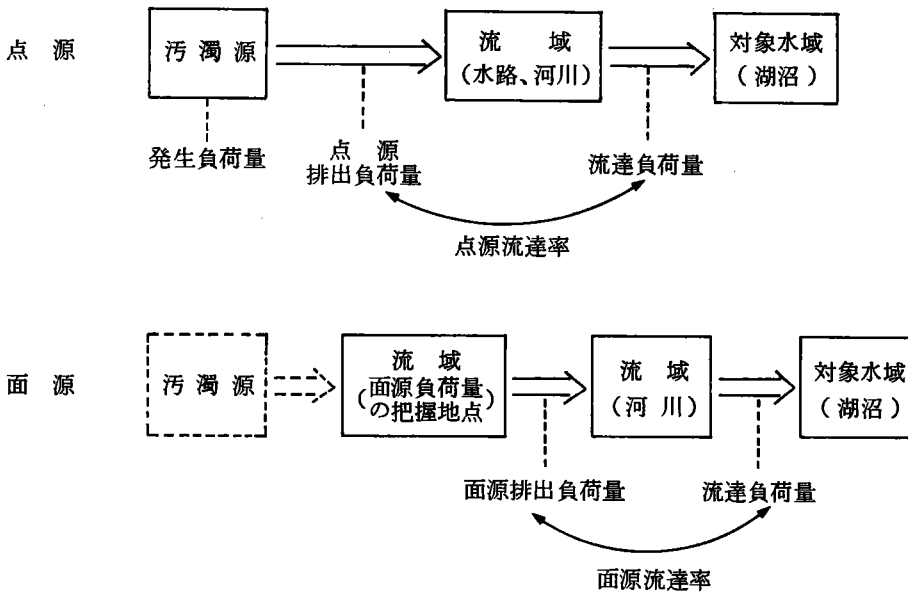 点源
汚濁源
流域
（水路、河川）
対象水域
（湖沼）
発生負荷量
点源
排出負荷量
流達負荷量
点源流達率
面源
汚濁源
流域
（面源負荷量
の把握地点）
流域
（河川）
対象水域
（湖沼）
面源排出負荷量
流達負荷量
面源流達率